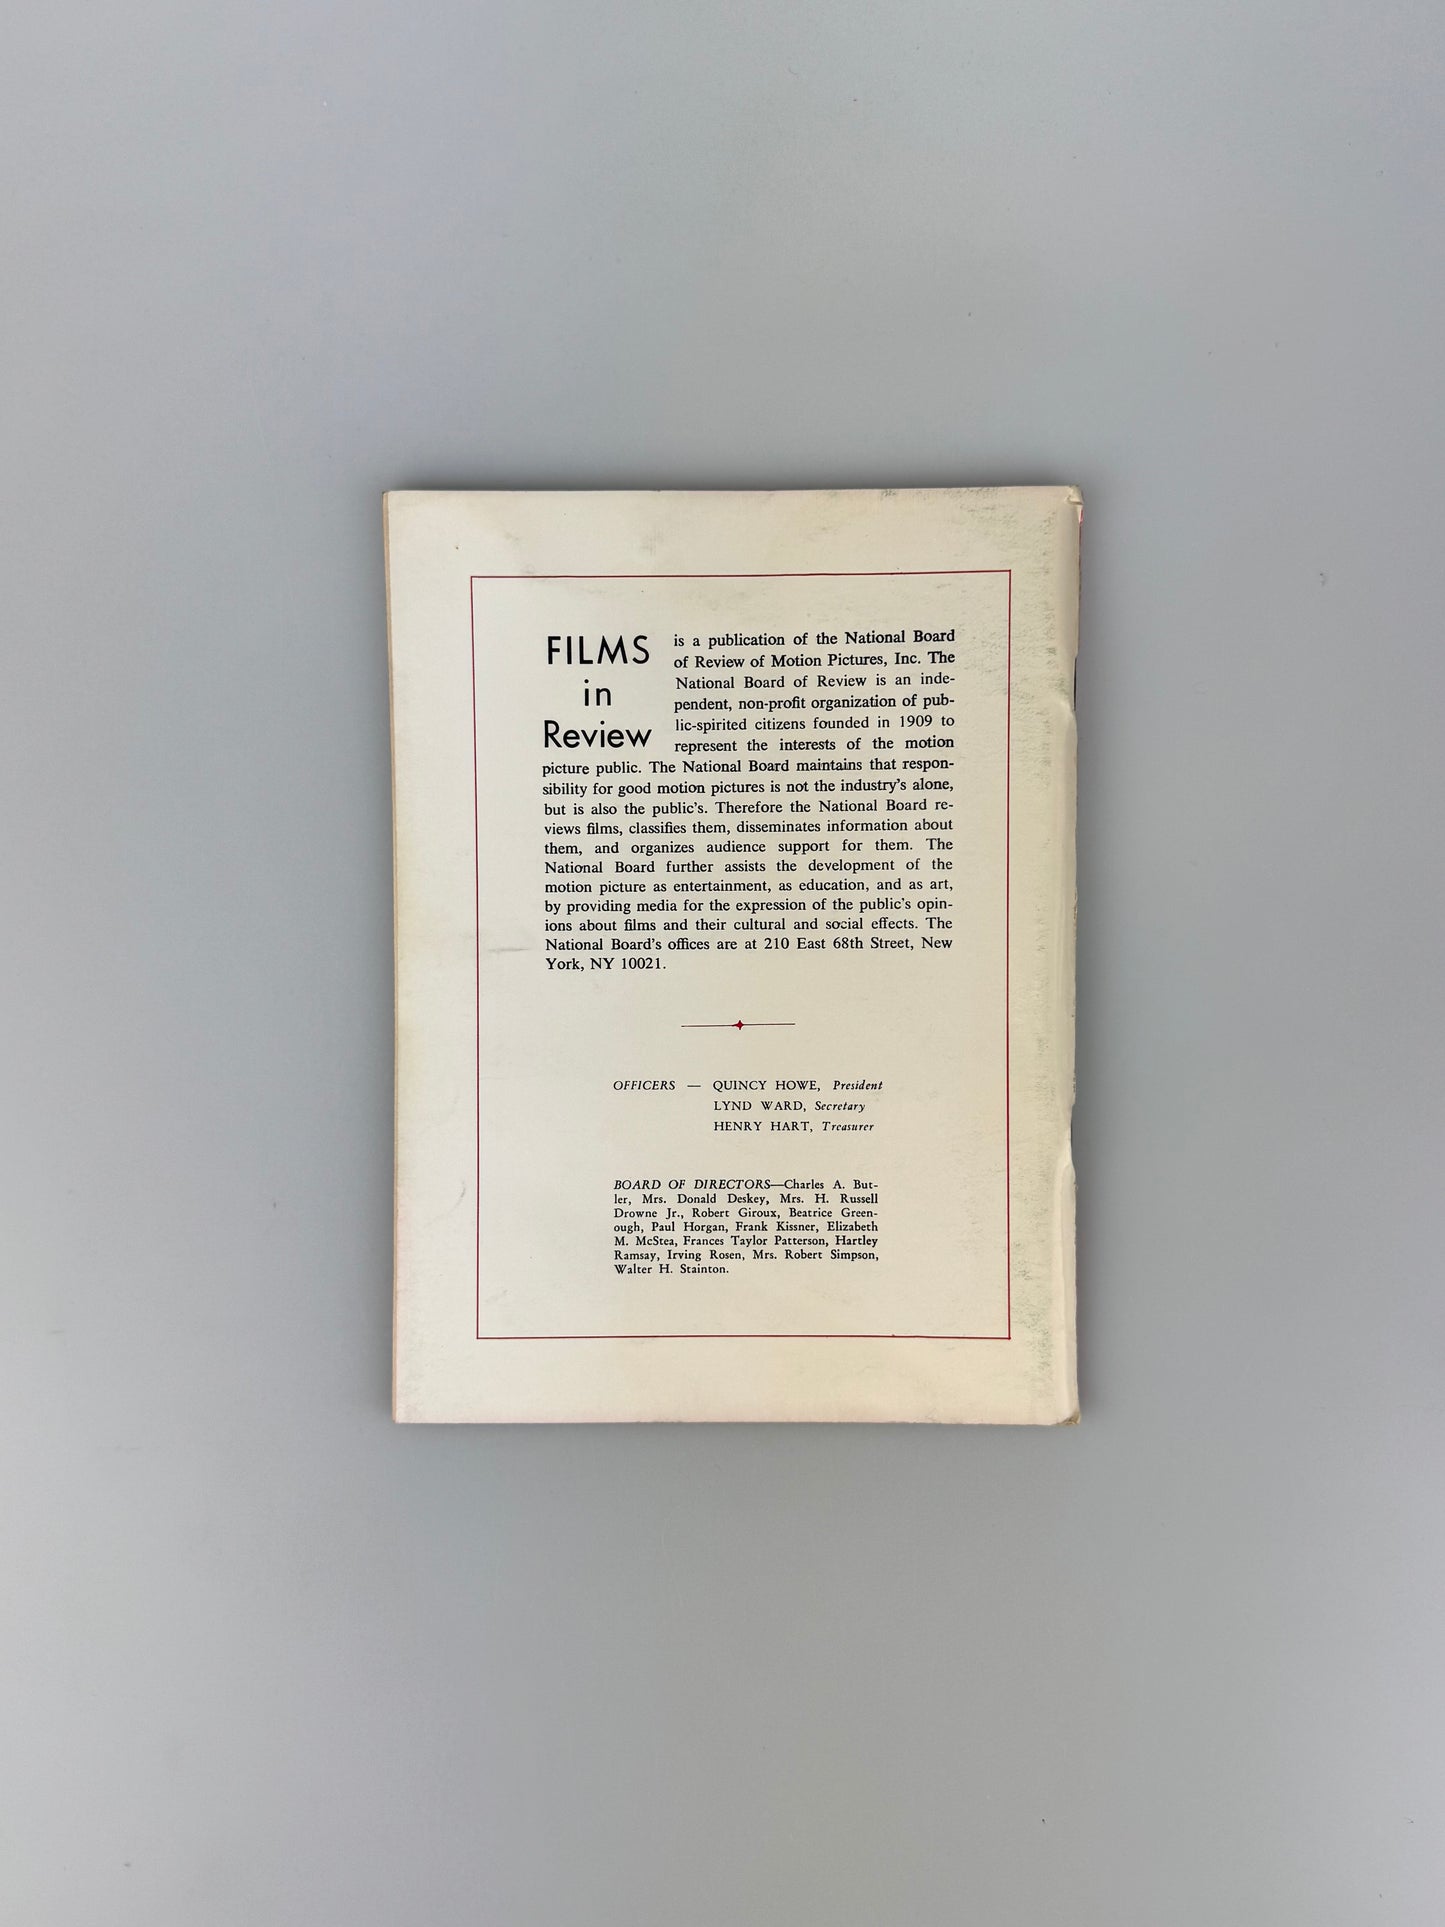 FILMS
in
Review
is a publication of the National Board
of Review of Motion Pictures, Inc. The
National Board of Review is an inde-
pendent, non-profit organization of pub-
lic-spirited citizens founded in 1909 to
represent the interests of the motion
picture public. The National Board maintains that respon-
sibility for good motion pictures is not the industry's alone,
but is also the public's. Therefore the National Board re-
views films, classifies them, disseminates information about
them, and organizes audience support for them. The
National Board further assists the development of the
motion picture as entertainment, as education, and as art,
by providing media for the expression of the public's opin-
ions about films and their cultural and social effects. The
National Board's offices are at 210 East 68th Street, New
York, NY 10021.
OFFICERS — QUINCY HOWE, President
LYND WARD, Secretary
HENRY HART, Treasurer
BOARD OF DIRECTORS—Charles A. But-
ler, Mrs. Donald Deskey, Mrs. H. Russell
Drowne Jr., Robert Giroux, Beatrice Green-
ough, Paul Horgan, Frank Kissner, Elizabeth
M. McStea, Frances Taylor Patterson, Hartley
Ramsay, Irving Rosen, Mrs. Robert Simpson,
Walter H. Stainton.